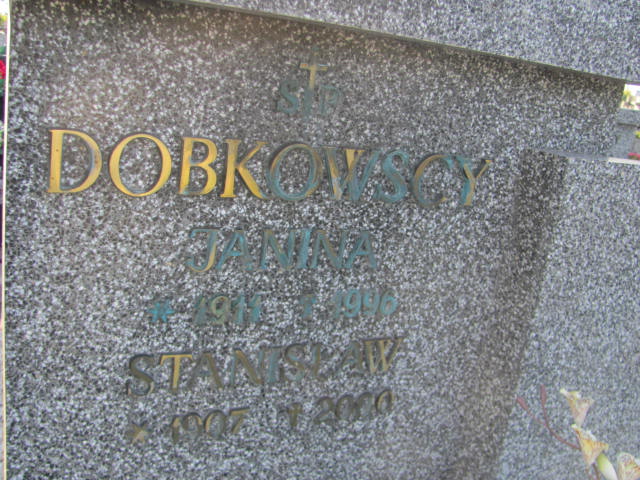 ŚP
DOBKOWSCY
JANINA
* 1911 † 1996
STANISŁAW
* 1907 † 2000